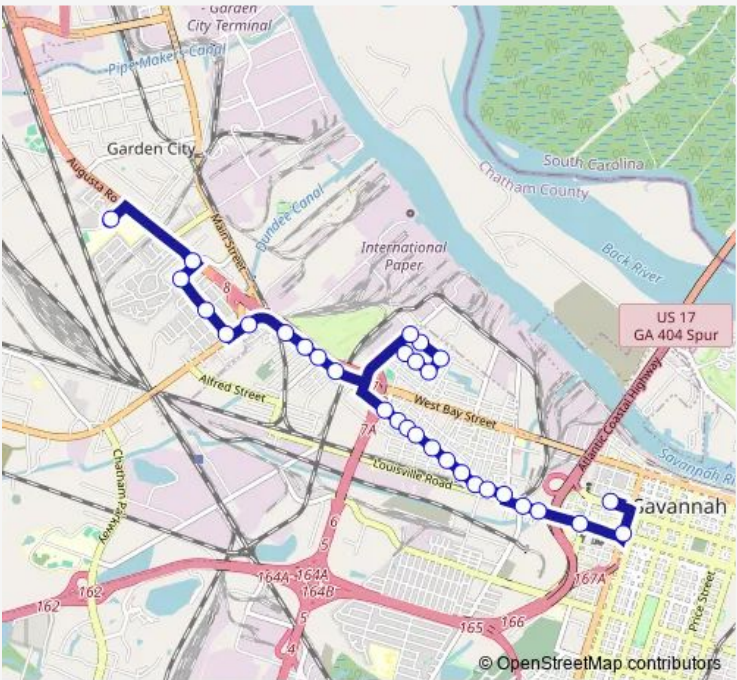 - Garden
City Terminal
Pipe Makers Canal
Garden City
Augusta Ro
Main Street
Dundee Canal
South Carolina
Chatham County
Back River
International
Paper
US 17
GA 404 Spur
8
Alfred Street
West Bay Street
7A
Atlantic Coastal Highway
Louisville Road
Savannah Ri
Chatham Parkway
Savannah
6
5
164A
164A
164B
162
162
5
4
167A
165
166
Price Street
© OpenStreetMap contributors